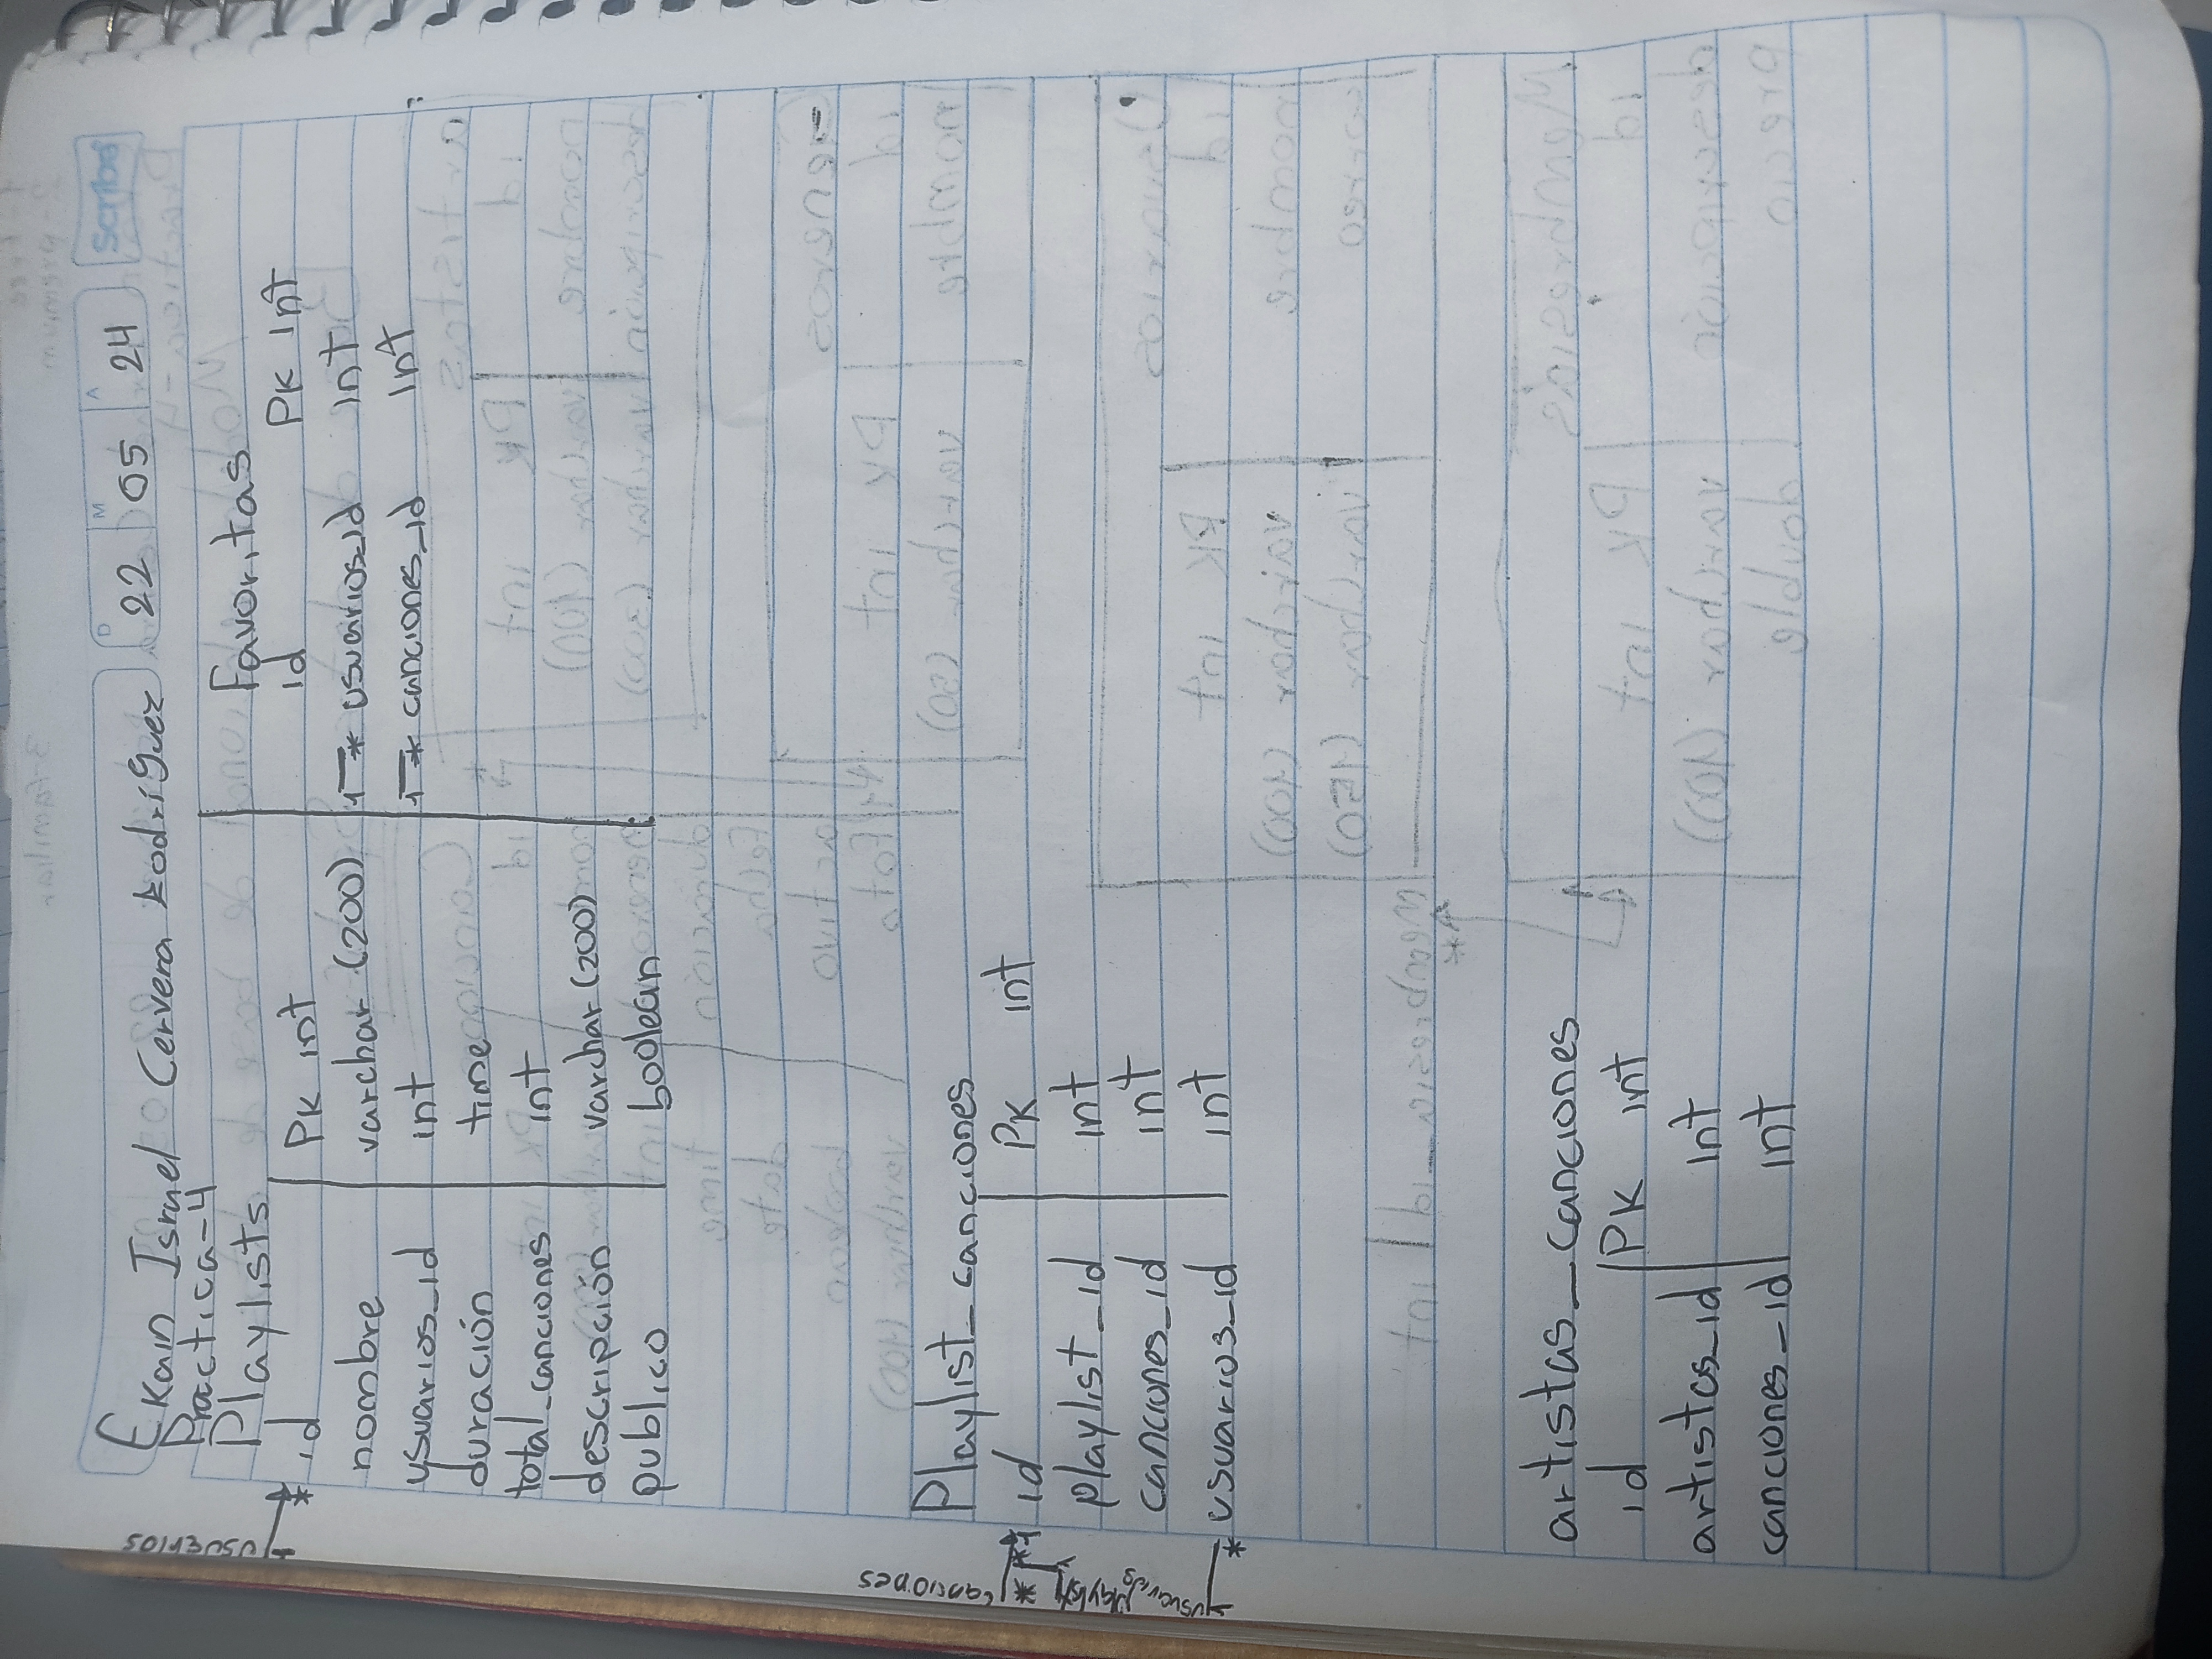 Ekain Israel Cervera Rodríguez
D 22 M 05 A 24
Scribe
Practica-4
Playlists
id PK int
nombre varchar (200)
usuarios_id int
duración time
total_canciones int
descripción varchar (200)
publico boolean
Favoritas
id PK int
1 * usuarios_id int
1 * canciones_id int
usuarios
*
Playlist_canciones
id PK int
playlist_id int
canciones_id int
* usuarios_id int
canciones
playlist
usuarios
artistas_canciones
id PK int
artistas_id int
canciones_id int